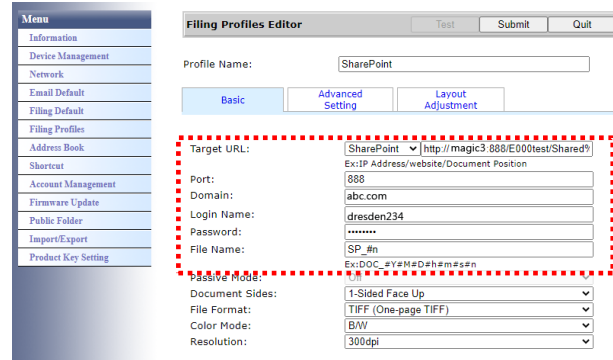 Menu
Information
Device Management
Network
Email Default
Filing Default
Filing Profiles
Address Book
Shortcut
Account Management
Firmware Update
Public Folder
Import/Export
Product Key Setting
Filing Profiles Editor Test Submit Quit
Profile Name: SharePoint
Basic Advanced Setting Layout Adjustment
Target URL: SharePoint http://magic3:888/E000test/Shared%
Ex:IP Address/website/Document Position
Port: 888
Domain: abc.com
Login Name: dresden234
Password: ••••••••
File Name: SP_#n
Ex:DOC_#Y#M#D#h#m#s#n
Passive Mode: Off
Document Sides: 1-Sided Face Up
File Format: TIFF (One-page TIFF)
Color Mode: B/W
Resolution: 300dpi